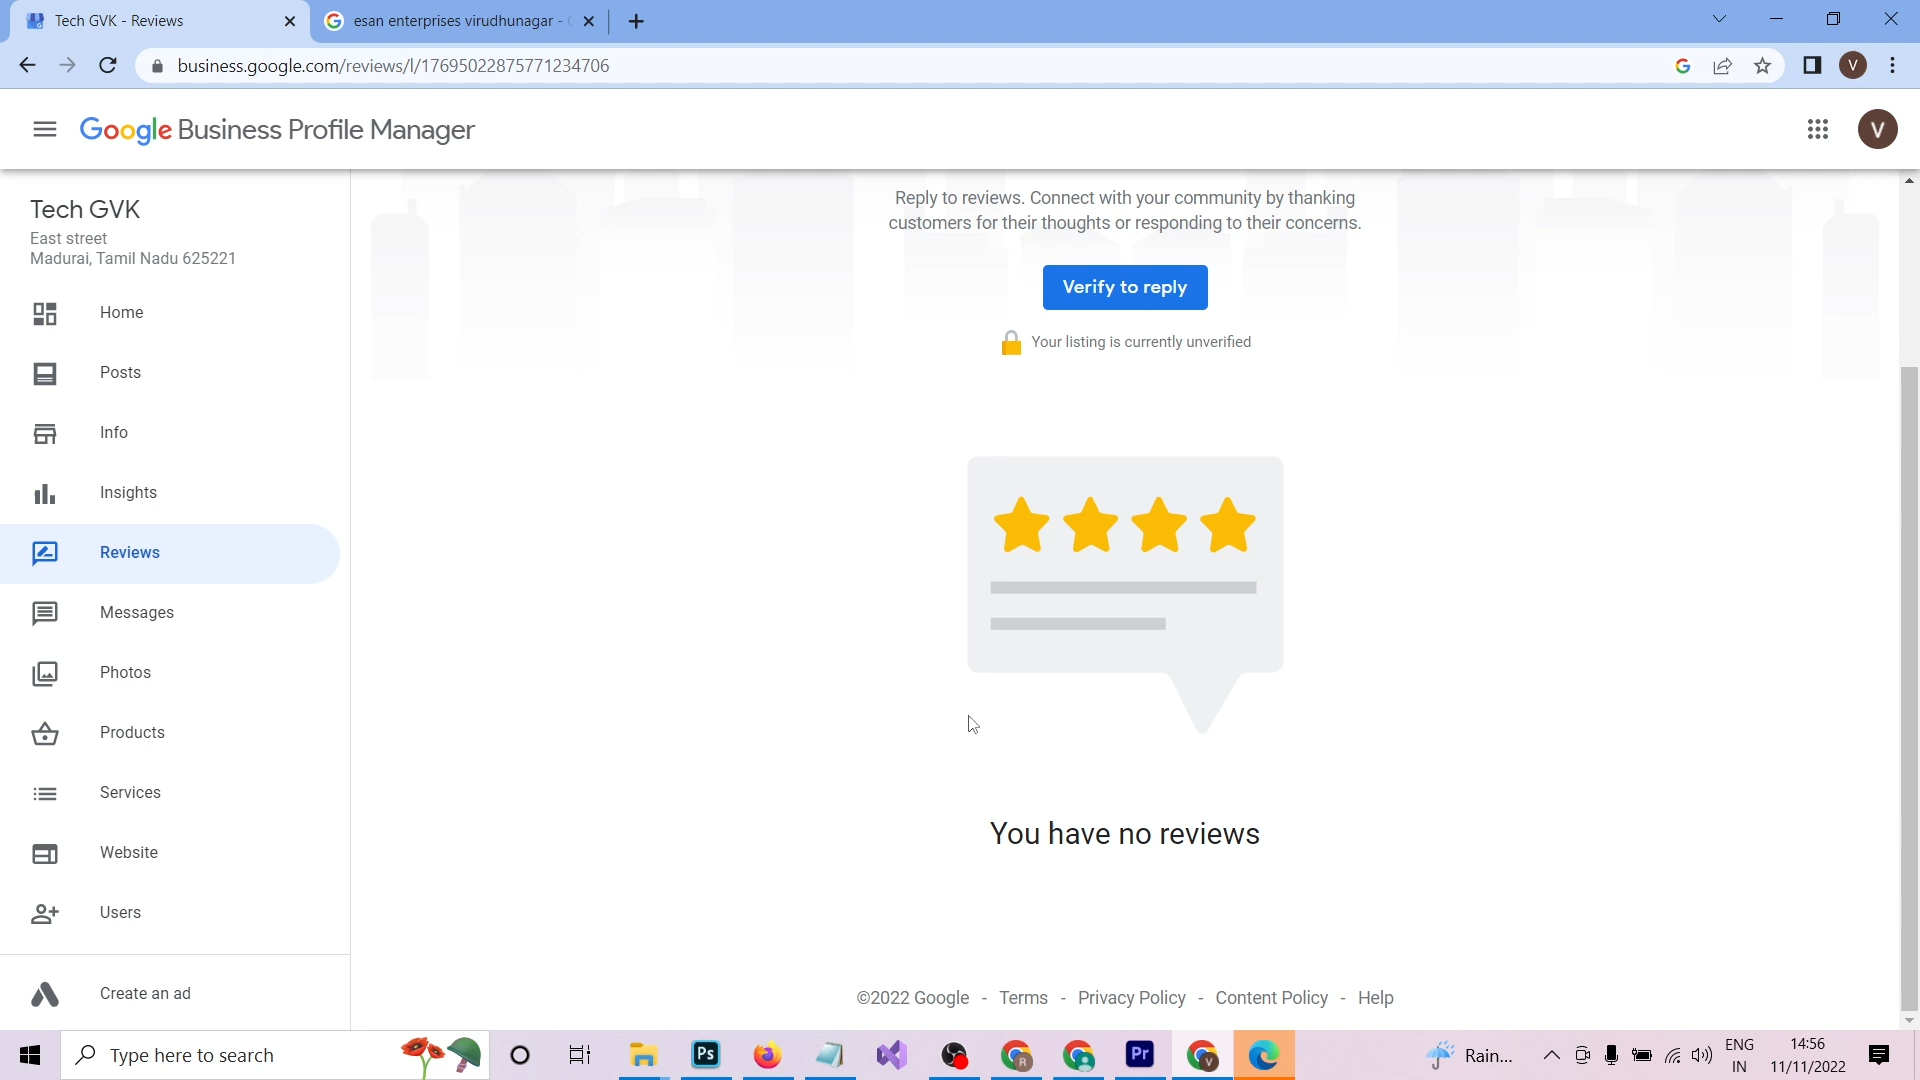 Tech GVK - Reviews
esan enterprises virudhunagar -
business.google.com/reviews/l/17695022875771234706
V
Google Business Profile Manager
V
Tech GVK
East street
Madurai, Tamil Nadu 625221
Home
Posts
Info
Insights
Reviews
Messages
Photos
Products
Services
Website
Users
Create an ad
Reply to reviews. Connect with your community by thanking
customers for their thoughts or responding to their concerns.
Verify to reply
Your listing is currently unverified
You have no reviews
©2022 Google - Terms - Privacy Policy - Content Policy - Help
Type here to search
Ps
R
Pr
V
Rain...
ENG
IN
14:56
11/11/2022